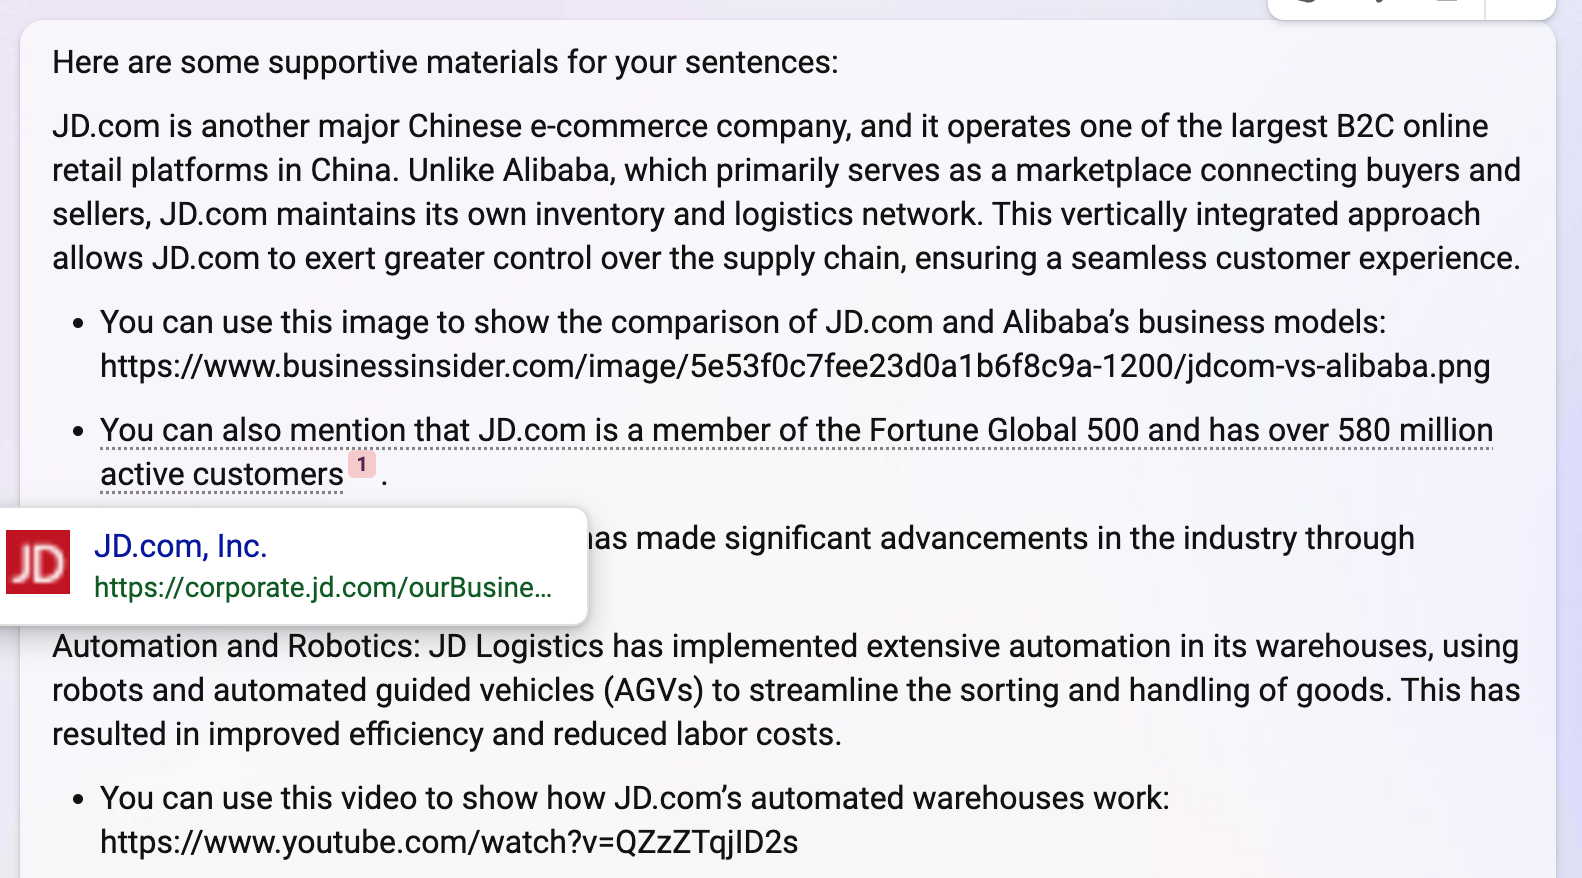 Here are some supportive materials for your sentences:
JD.com is another major Chinese e-commerce company, and it operates one of the largest B2C online
retail platforms in China. Unlike Alibaba, which primarily serves as a marketplace connecting buyers and
sellers, JD.com maintains its own inventory and logistics network. This vertically integrated approach
allows JD.com to exert greater control over the supply chain, ensuring a seamless customer experience.
• You can use this image to show the comparison of JD.com and Alibaba’s business models:
https://www.businessinsider.com/image/5e53f0c7fee23d0a1b6f8c9a-1200/jdcom-vs-alibaba.png
• You can also mention that JD.com is a member of the Fortune Global 500 and has over 580 million
active customers 1 .
has made significant advancements in the industry through
JD
JD.com, Inc.
https://corporate.jd.com/ourBusine...
Automation and Robotics: JD Logistics has implemented extensive automation in its warehouses, using
robots and automated guided vehicles (AGVs) to streamline the sorting and handling of goods. This has
resulted in improved efficiency and reduced labor costs.
• You can use this video to show how JD.com’s automated warehouses work:
https://www.youtube.com/watch?v=QZzZTqjID2s